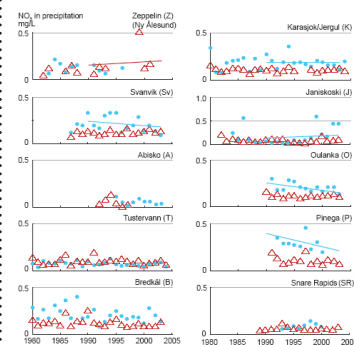 NO₃ in precipitation
mg/L
Zeppelin (Z)
(Ny Ålesund)
0.5
0
Karasjok/Jergul (K)
0.5
0
Svanvik (Sv)
0.5
0
Janiskoski (J)
1.0
0.5
0
Abisko (A)
0.5
0
Oulanka (O)
0.5
0
Tustervann (T)
0.5
0
Pinega (P)
0.5
0
Bredkål (B)
0.5
0
1980 1985 1990 1995 2000 2005
Snare Rapids (SR)
0.5
0
1980 1985 1990 1995 2000